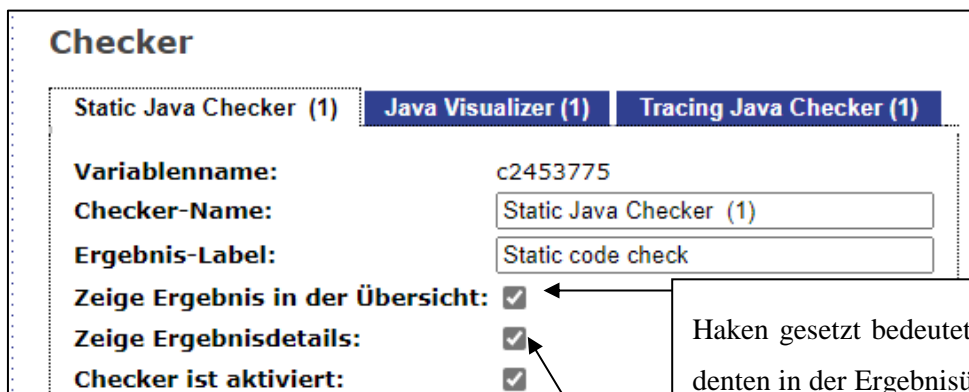 Checker
Static Java Checker (1) Java Visualizer (1) Tracing Java Checker (1)
Variablenname: c2453775
Checker-Name: Static Java Checker (1)
Ergebnis-Label: Static code check
Zeige Ergebnis in der Übersicht:
Zeige Ergebnisdetails:
Checker ist aktiviert:
Haken gesetzt bedeutet
denten in der Ergebnisü